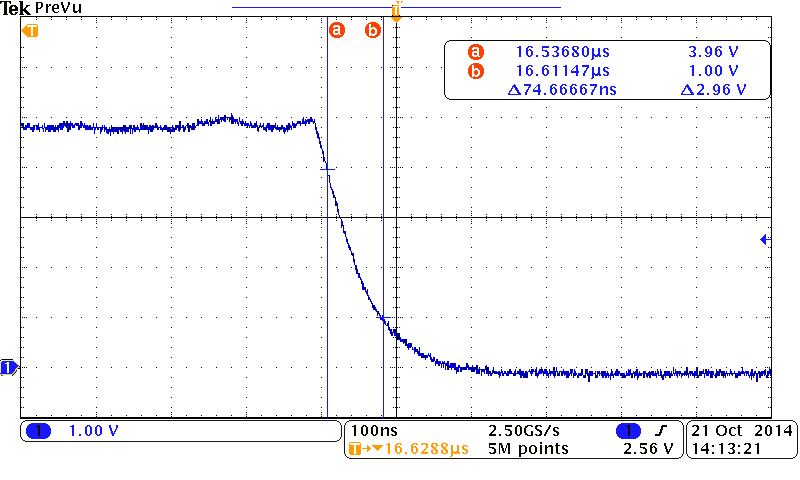 Tek PreVu
T
T
a b
a 16.53680µs 3.96 V
b 16.61147µs 1.00 V
Δ74.66667ns Δ2.96 V
1
1 1.00 V
100ns 2.50GS/s 1 21 Oct 2014
T→▼16.6288µs 5M points 2.56 V 14:13:21